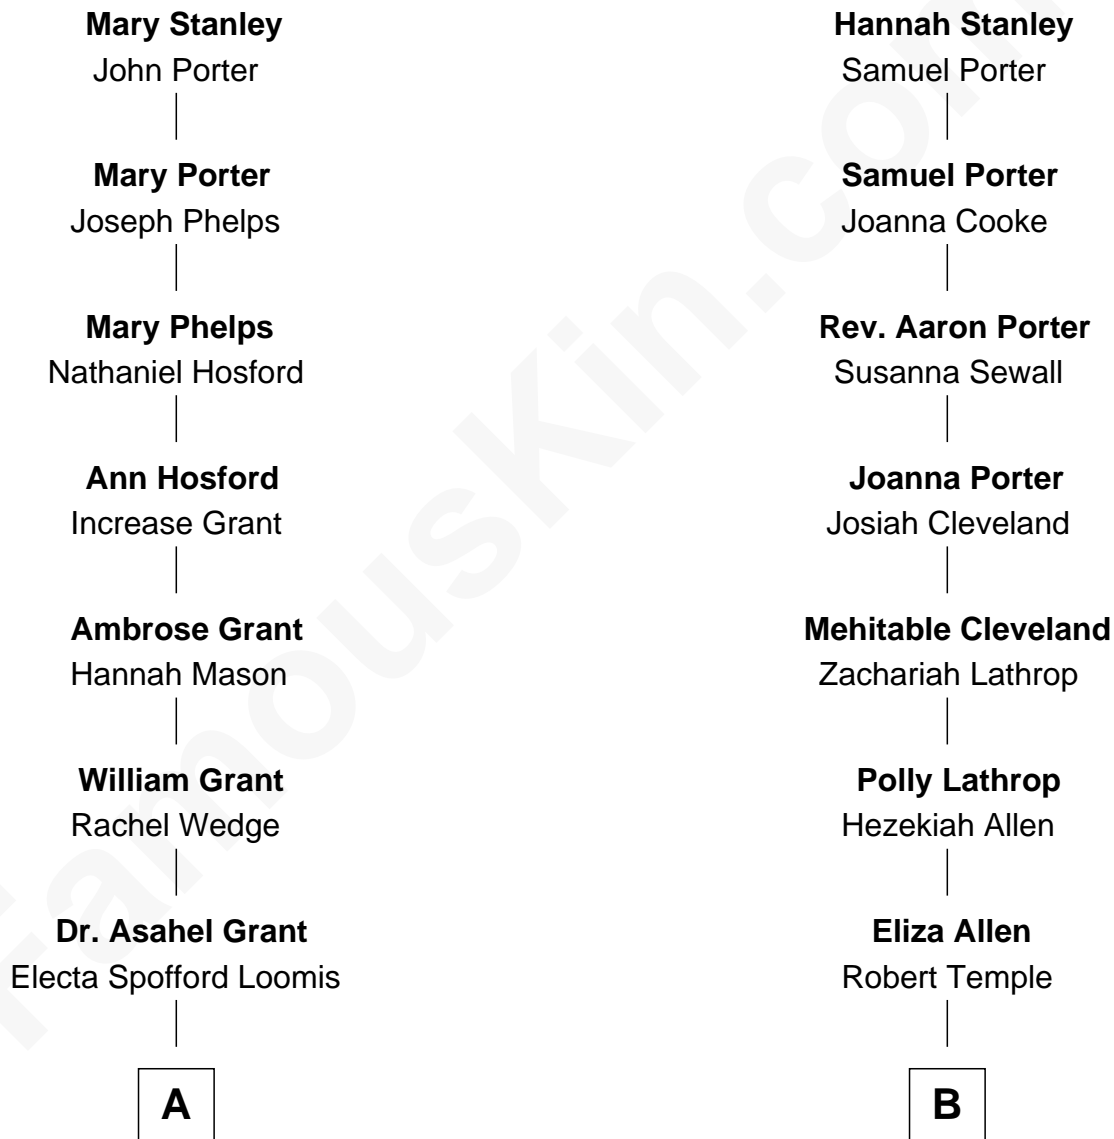 Mary Stanley
John Porter
Hannah Stanley
Samuel Porter
Mary Porter
Joseph Phelps
Samuel Porter
Joanna Cooke
Mary Phelps
Nathaniel Hosford
Rev. Aaron Porter
Susanna Sewall
Ann Hosford
Increase Grant
Joanna Porter
Josiah Cleveland
Ambrose Grant
Hannah Mason
Mehitable Cleveland
Zachariah Lathrop
William Grant
Rachel Wedge
Polly Lathrop
Hezekiah Allen
Dr. Asahel Grant
Electa Spofford Loomis
Eliza Allen
Robert Temple
A
B
FamousKin.com